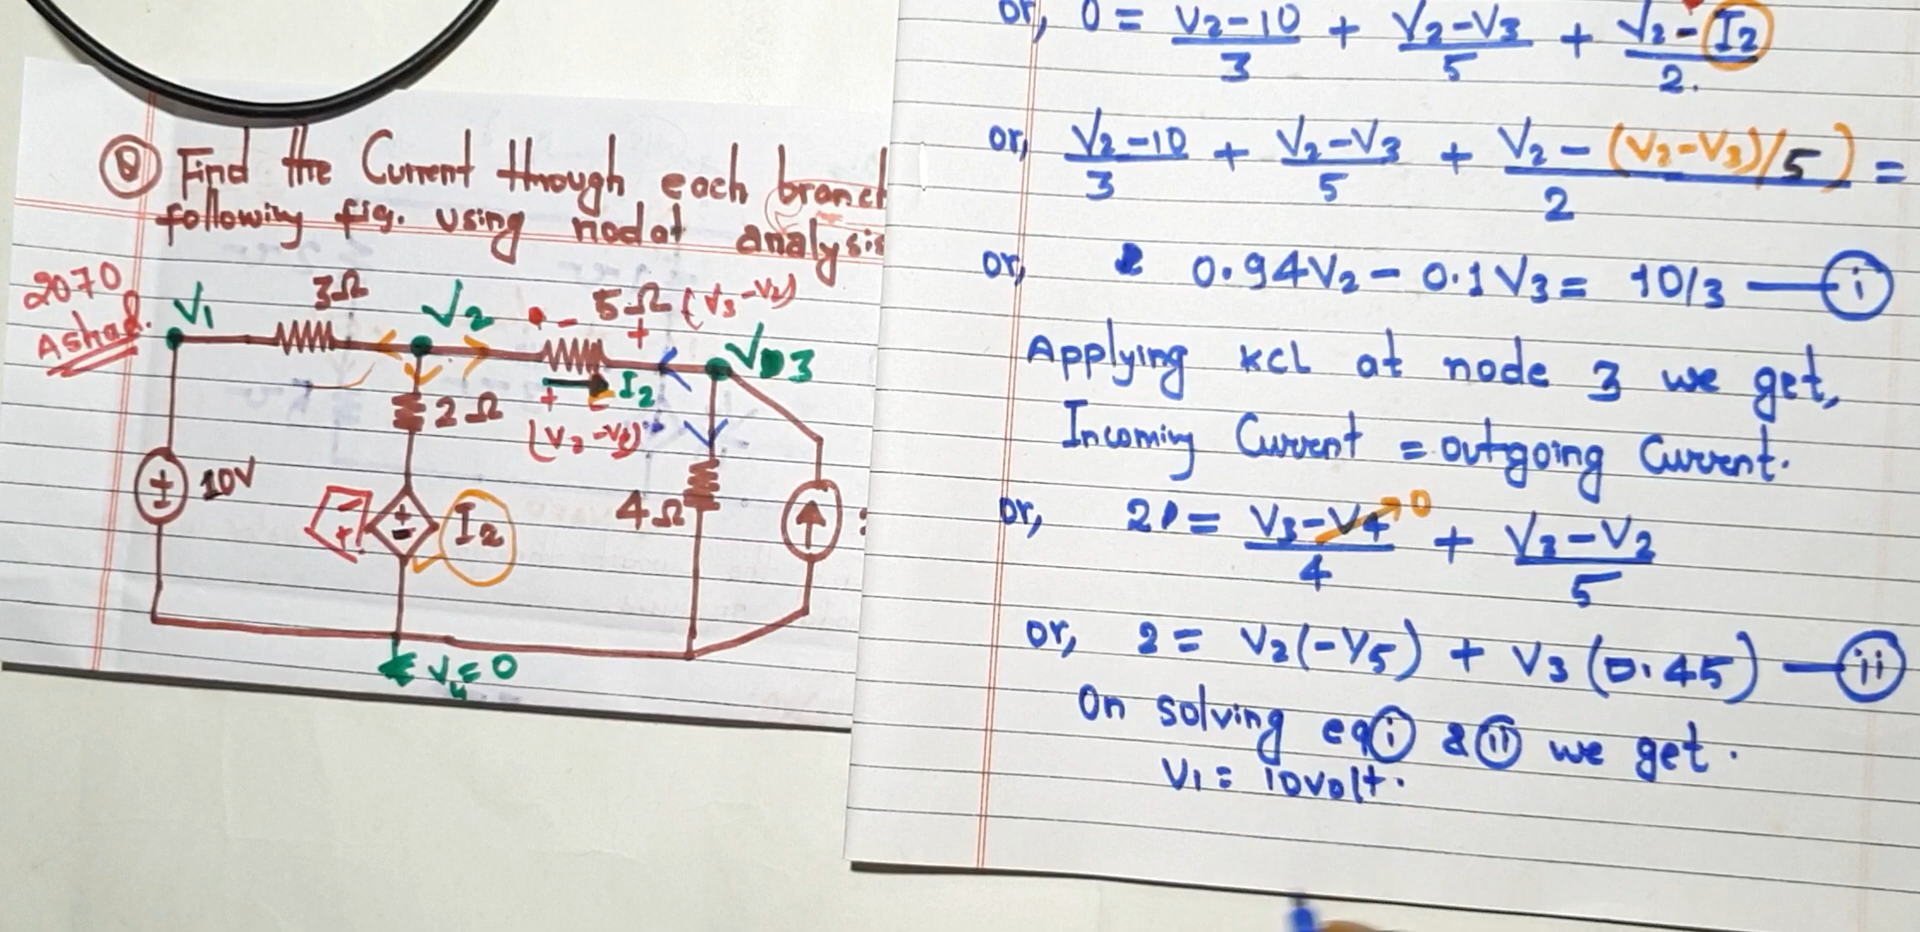 Q Find the Current through each branch
following fig. using nodal analysis
2070
Ashad.
V1
3Ω
V2
- 5Ω (V3-V2)
+
V3
I2
+ -
2Ω
10V
+ -
- +
I2
4Ω
V4=0
or, 0 = V2-10/3 + V2-V3/5 + V2-I2/2.
or, V2-10/3 + V2-V3/5 + V2-(V2-V3)/5)/2 =
or, 0.94V2 - 0.1V3 = 10/3 — i
Applying KCL at node 3 we get,
Incoming Current = outgoing Current.
or, 2 = V3-V4/4 + V3-V2/5
0
or, 2 = V2(-1/5) + V3(0.45) — ii
On solving eq i & ii we get.
V1 = 10volt.